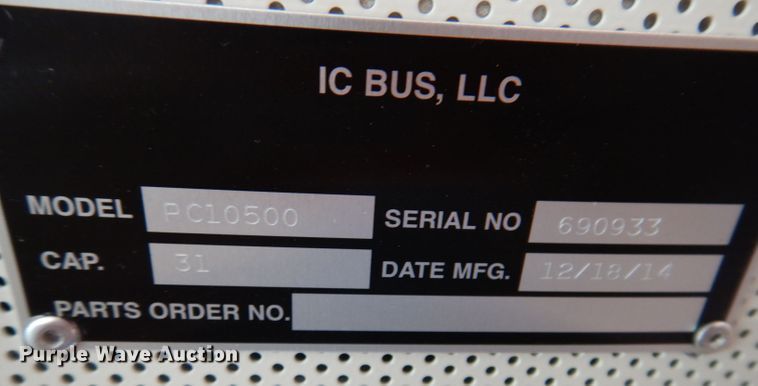 IC BUS, LLC
MODEL PC10500 SERIAL NO 690933
CAP. 31 DATE MFG. 12/18/14
PARTS ORDER NO.
Purple Wave Auction